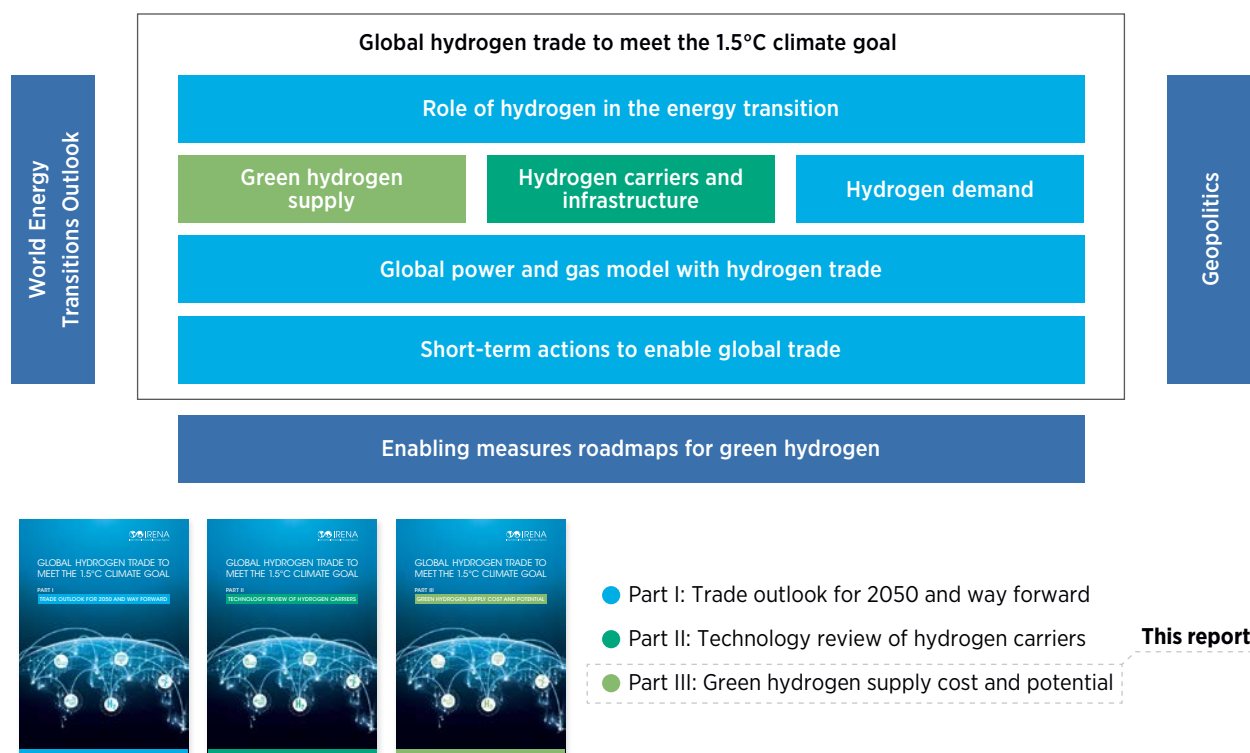 Global hydrogen trade to meet the 1.5°C climate goal
World Energy
Transitions Outlook
Role of hydrogen in the energy transition
Green hydrogen
supply
Hydrogen carriers and
infrastructure
Hydrogen demand
Global power and gas model with hydrogen trade
Short-term actions to enable global trade
Geopolitics
Enabling measures roadmaps for green hydrogen
IRENA
GLOBAL HYDROGEN TRADE TO
MEET THE 1.5°C CLIMATE GOAL
PART I
TRADE OUTLOOK FOR 2050 AND WAY FORWARD
H₂
IRENA
GLOBAL HYDROGEN TRADE TO
MEET THE 1.5°C CLIMATE GOAL
PART II
TECHNOLOGY REVIEW OF HYDROGEN CARRIERS
H₂
IRENA
GLOBAL HYDROGEN TRADE TO
MEET THE 1.5°C CLIMATE GOAL
PART III
GREEN HYDROGEN SUPPLY COST AND POTENTIAL
H₂
Part I: Trade outlook for 2050 and way forward
Part II: Technology review of hydrogen carriers
This report
Part III: Green hydrogen supply cost and potential